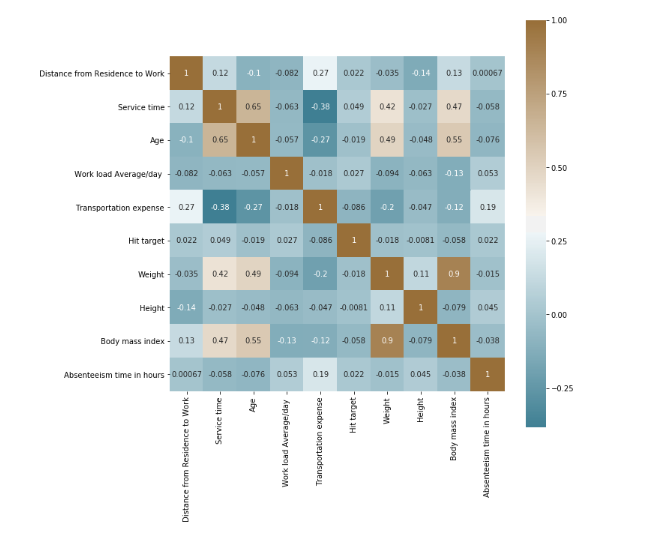 1.00
Distance from Residence to Work 1 0.12 -0.1 -0.082 0.27 0.022 -0.035 -0.14 0.13 0.00067
0.75
Service time 0.12 1 0.65 -0.063 -0.38 0.049 0.42 -0.027 0.47 -0.058
Age -0.1 0.65 1 -0.057 -0.27 -0.019 0.49 -0.048 0.55 -0.076
0.50
Work load Average/day -0.082 -0.063 -0.057 1 -0.018 0.027 -0.094 -0.063 -0.13 0.053
Transportation expense 0.27 -0.38 -0.27 -0.018 1 -0.086 -0.2 -0.047 -0.12 0.19
0.25
Hit target 0.022 0.049 -0.019 0.027 -0.086 1 -0.018 -0.0081 -0.058 0.022
Weight -0.035 0.42 0.49 -0.094 -0.2 -0.018 1 0.11 0.9 -0.015
Height -0.14 -0.027 -0.048 -0.063 -0.047 -0.0081 0.11 1 -0.079 0.045
0.00
Body mass index 0.13 0.47 0.55 -0.13 -0.12 -0.058 0.9 -0.079 1 -0.038
Absenteeism time in hours 0.00067 -0.058 -0.076 0.053 0.19 0.022 -0.015 0.045 -0.038 1
−0.25
Distance from Residence to Work
Service time
Age
Work load Average/day
Transportation expense
Hit target
Weight
Height
Body mass index
Absenteeism time in hours